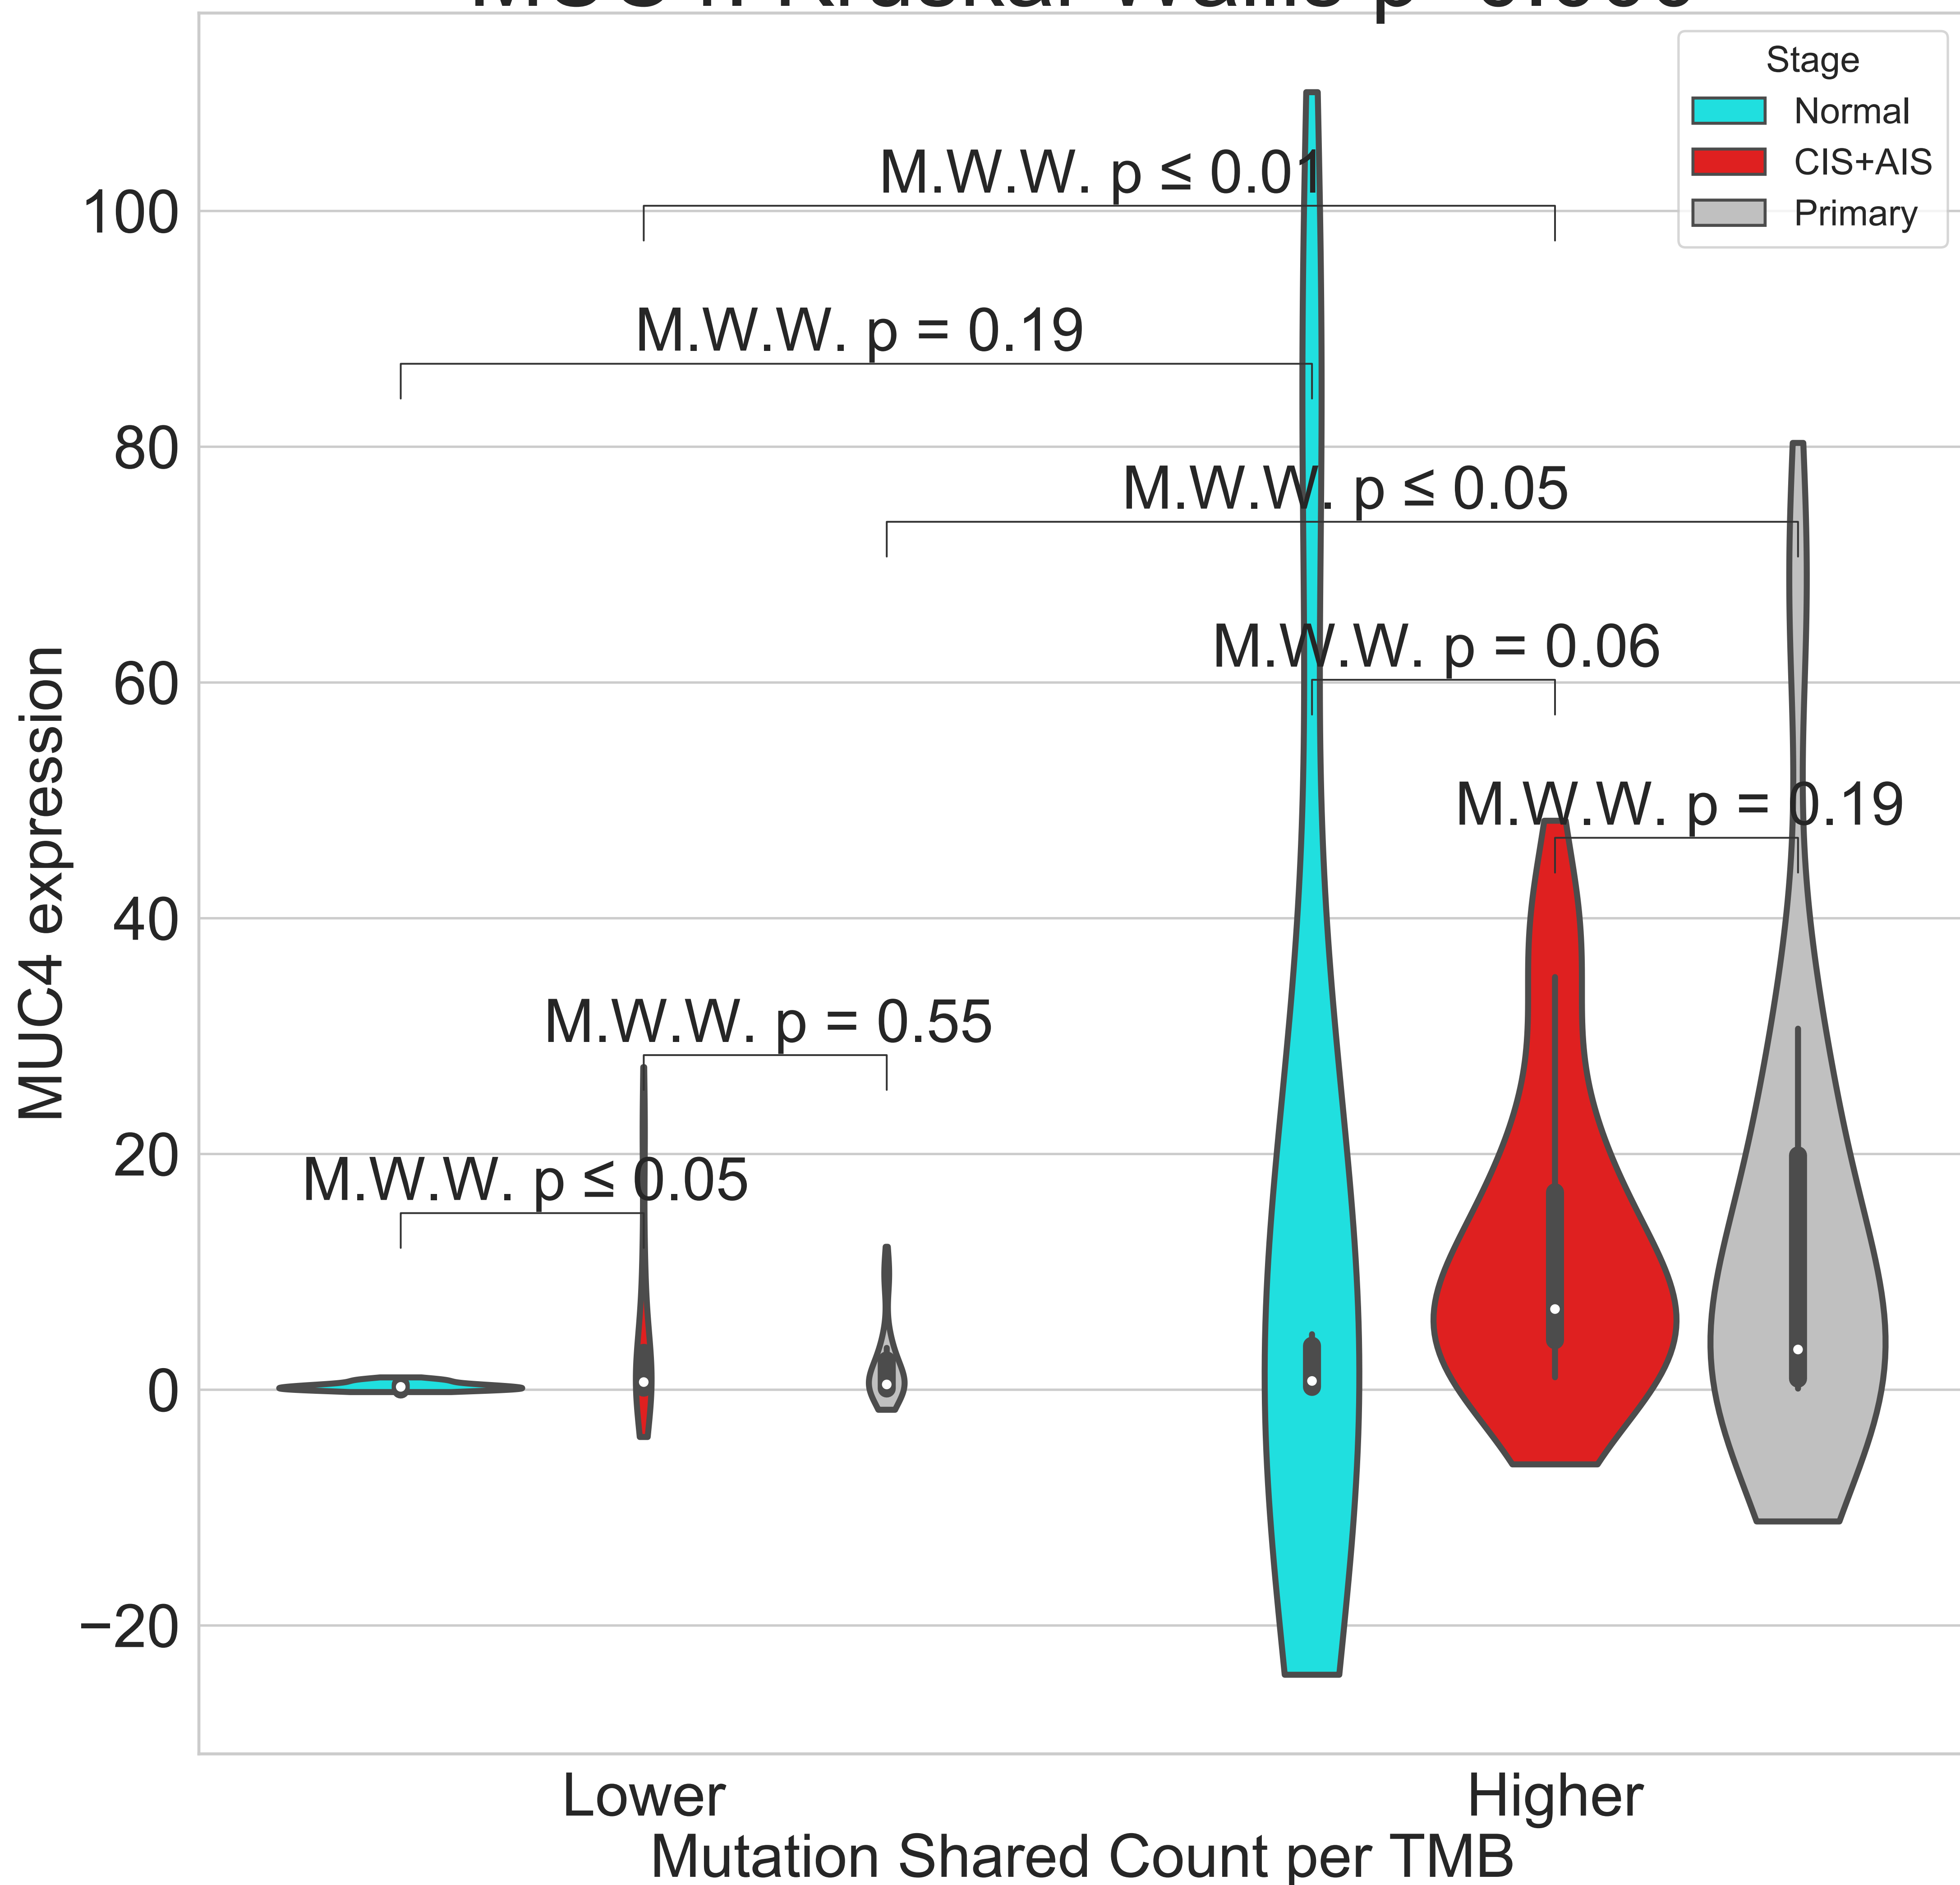 Stage
Normal
CIS+AIS
Primary
M.W.W. p ≤ 0.01
M.W.W. p = 0.19
M.W.W. p ≤ 0.05
M.W.W. p = 0.06
M.W.W. p = 0.19
M.W.W. p = 0.55
M.W.W. p ≤ 0.05
100
80
60
40
20
0
−20
MUC4 expression
Lower
Higher
Mutation Shared Count per TMB